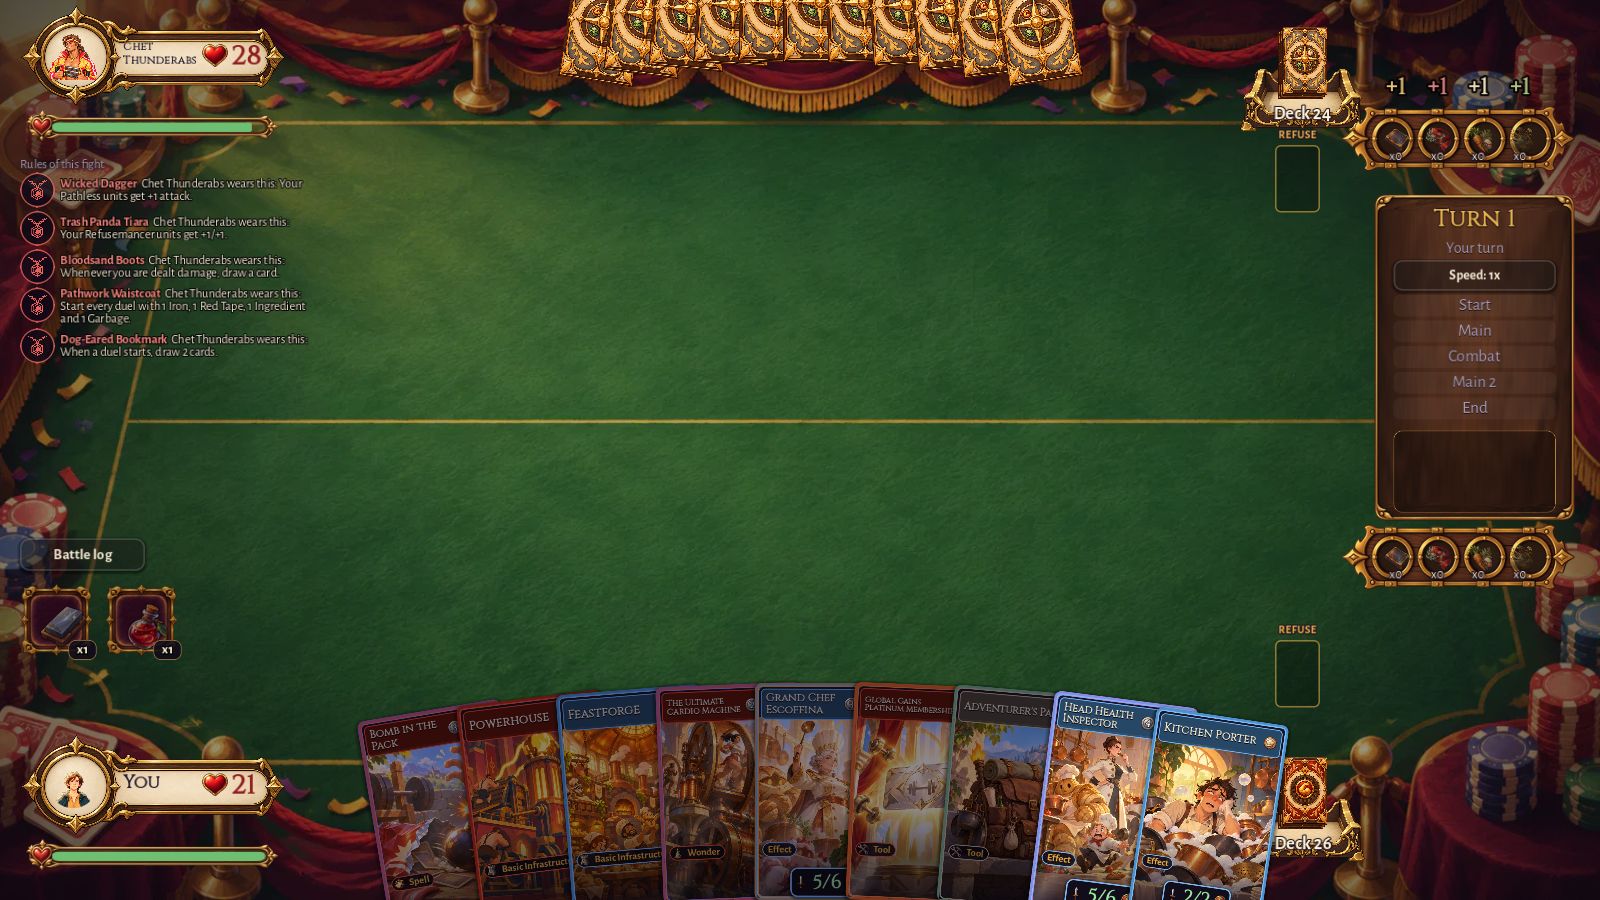 Chet
Thunderabs
28
Rules of this fight
Wicked Dagger Chet Thunderabs wears this: Your
Pathless units get +1 attack.
Trash Panda Tiara Chet Thunderabs wears this:
Your Refusemancer units get +1/+1.
Bloodsand Boots Chet Thunderabs wears this:
Whenever you are dealt damage, draw a card.
Pathwork Waistcoat Chet Thunderabs wears this:
Start every duel with 1 Iron, 1 Red Tape, 1 Ingredient
and 1 Garbage.
Dog-Eared Bookmark Chet Thunderabs wears this:
When a duel starts, draw 2 cards.
Deck 24
+1 +1 +1 +1
x0 x0 x0 x0
REFUSE
Turn 1
Your turn
Speed: 1x
Start
Main
Combat
Main 2
End
x0 x0 x0 x0
Battle log
x1 x1
REFUSE
You
21
Bomb in the
Pack
Spell
Powerhouse
Basic Infrastruct
Feastforge
Basic Infrastruct
The Ultimate
Cardio Machine
Wonder
Grand Chef
Escoffina
Effect
5/6
Global Gains
Platinum Membership
Tool
Adventurer's Pa
Tool
Head Health
Inspector
Effect
5/6
Kitchen Porter
Effect
2/2
Deck 26